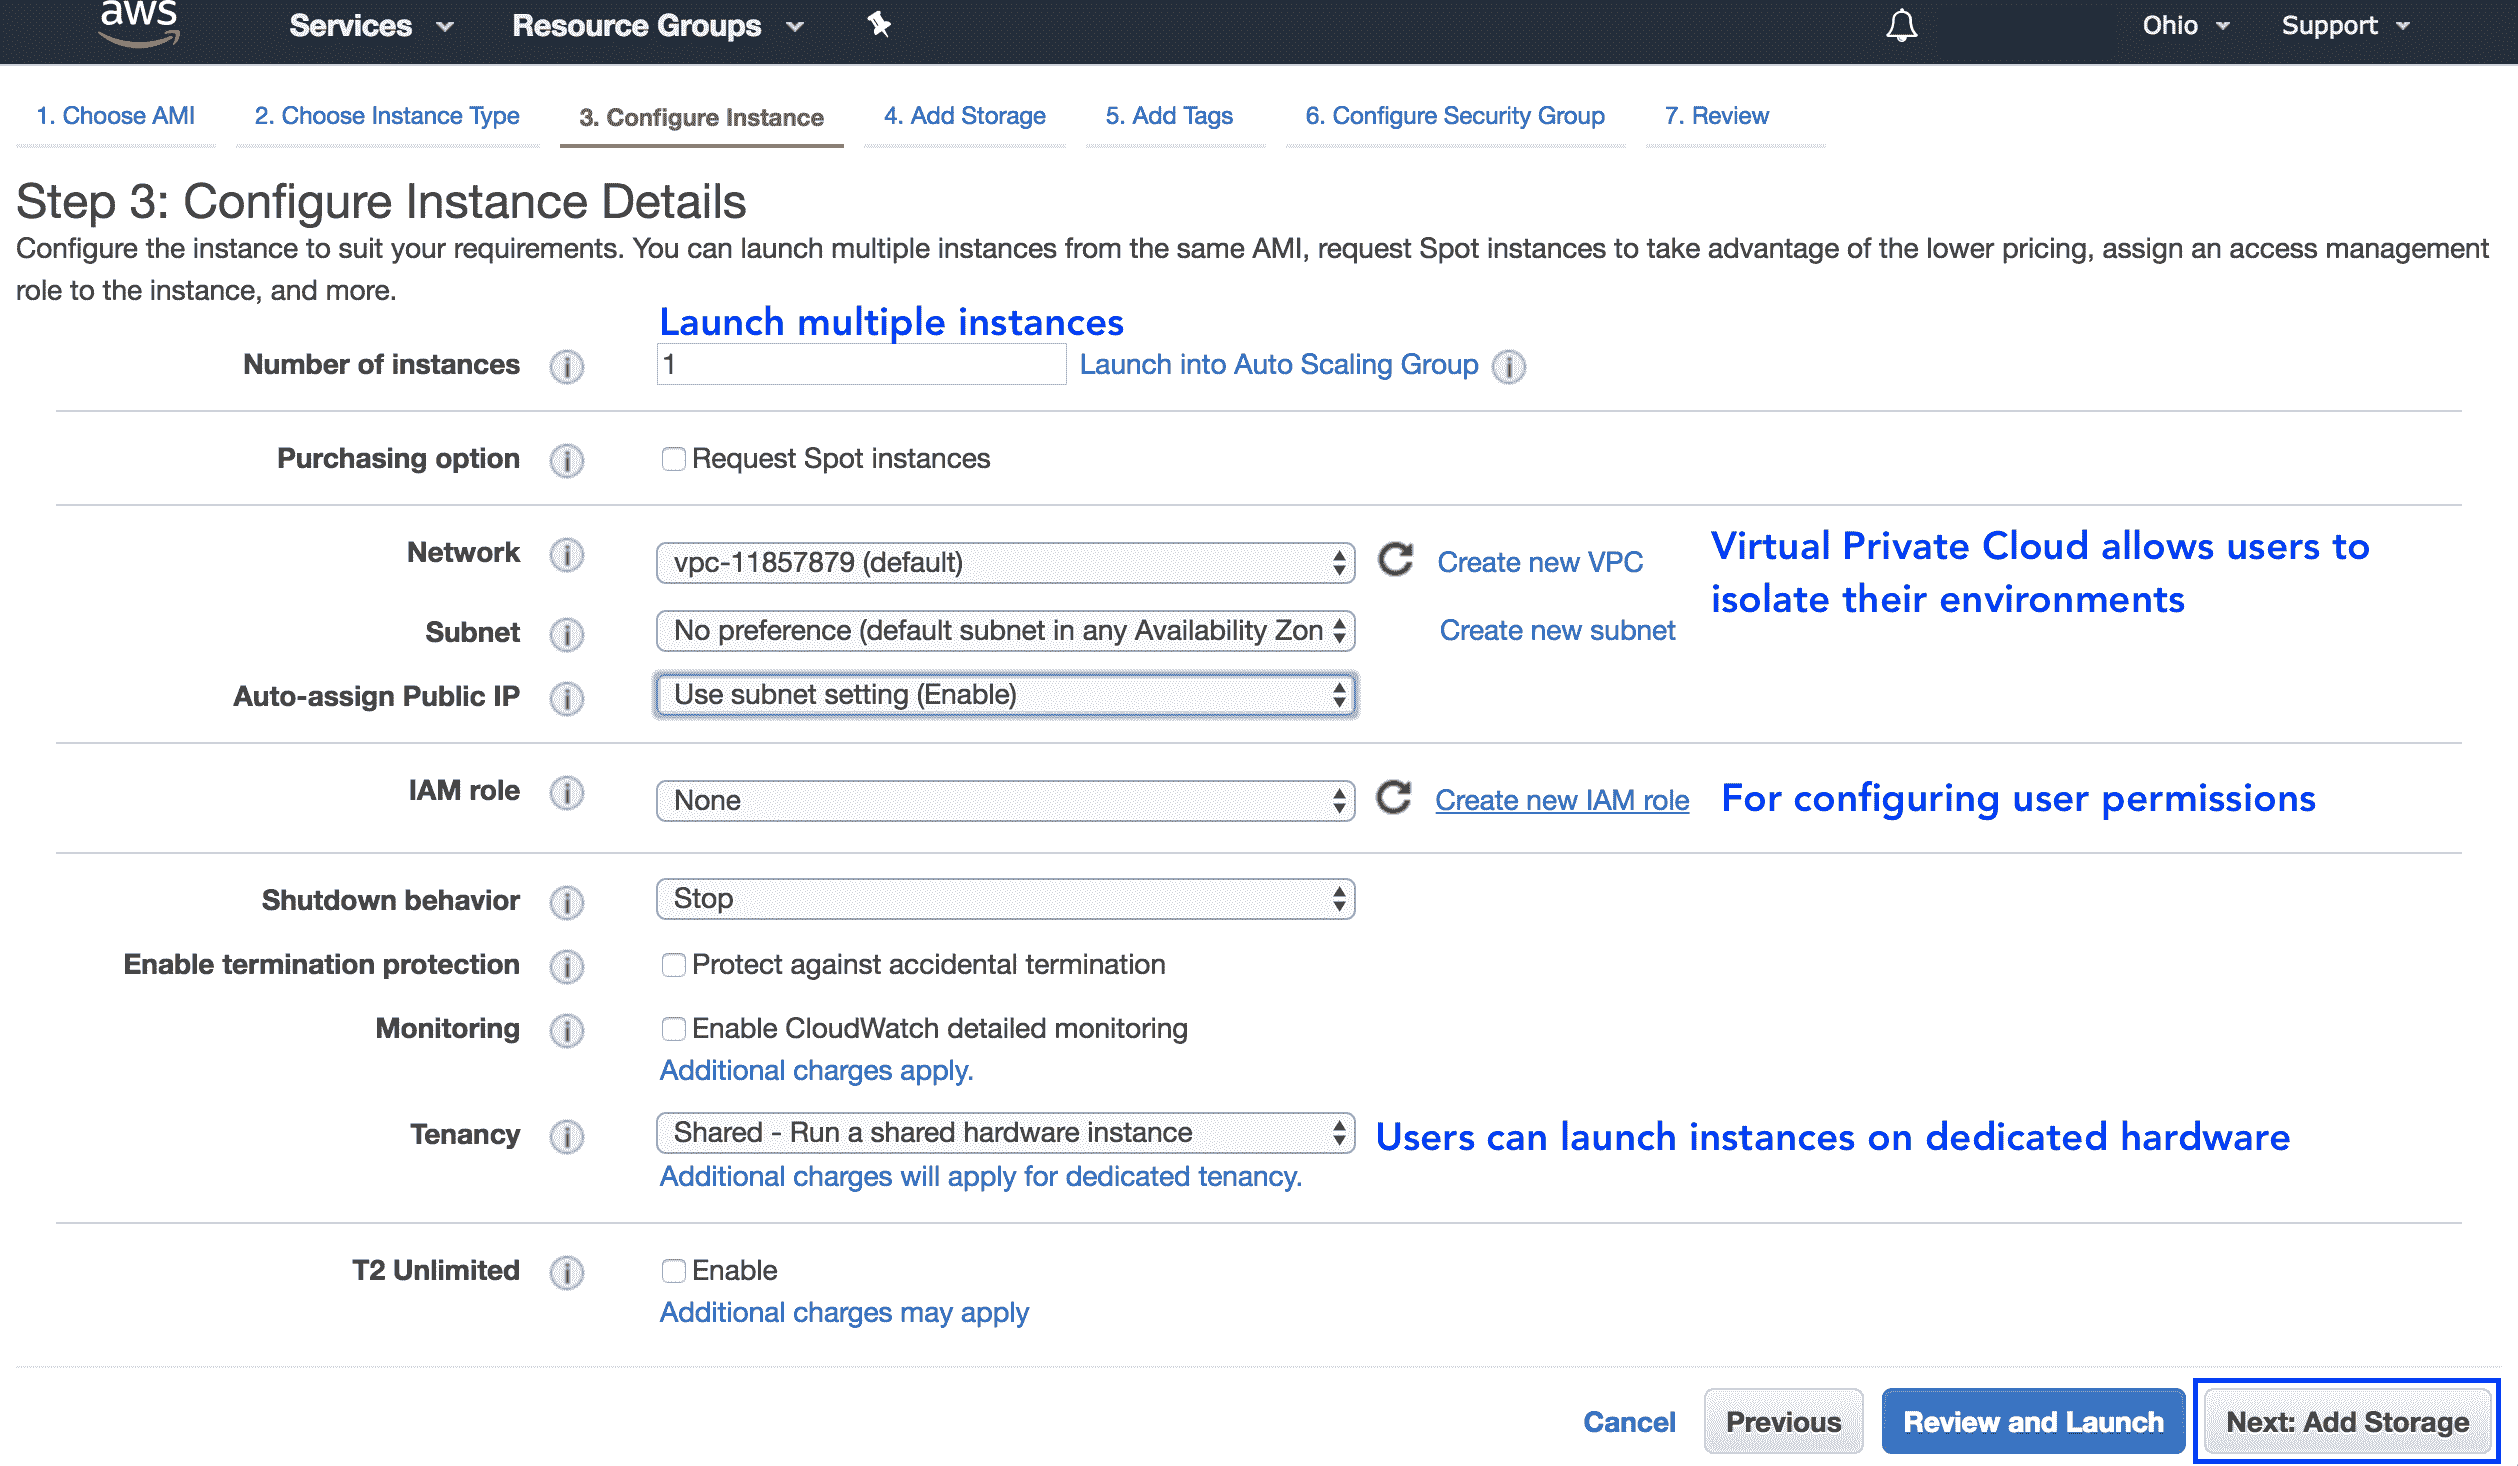 aws Services Resource Groups Ohio Support
1. Choose AMI 2. Choose Instance Type 3. Configure Instance 4. Add Storage 5. Add Tags 6. Configure Security Group 7. Review
Step 3: Configure Instance Details
Configure the instance to suit your requirements. You can launch multiple instances from the same AMI, request Spot instances to take advantage of the lower pricing, assign an access management
role to the instance, and more.
Launch multiple instances
Number of instances 1 Launch into Auto Scaling Group
Purchasing option Request Spot instances
Network vpc-11857879 (default) Create new VPC
Virtual Private Cloud allows users to
isolate their environments
Subnet No preference (default subnet in any Availability Zon Create new subnet
Auto-assign Public IP Use subnet setting (Enable)
IAM role None Create new IAM role For configuring user permissions
Shutdown behavior Stop
Enable termination protection Protect against accidental termination
Monitoring Enable CloudWatch detailed monitoring
Additional charges apply.
Tenancy Shared - Run a shared hardware instance Users can launch instances on dedicated hardware
Additional charges will apply for dedicated tenancy.
T2 Unlimited Enable
Additional charges may apply
Cancel Previous Review and Launch Next: Add Storage